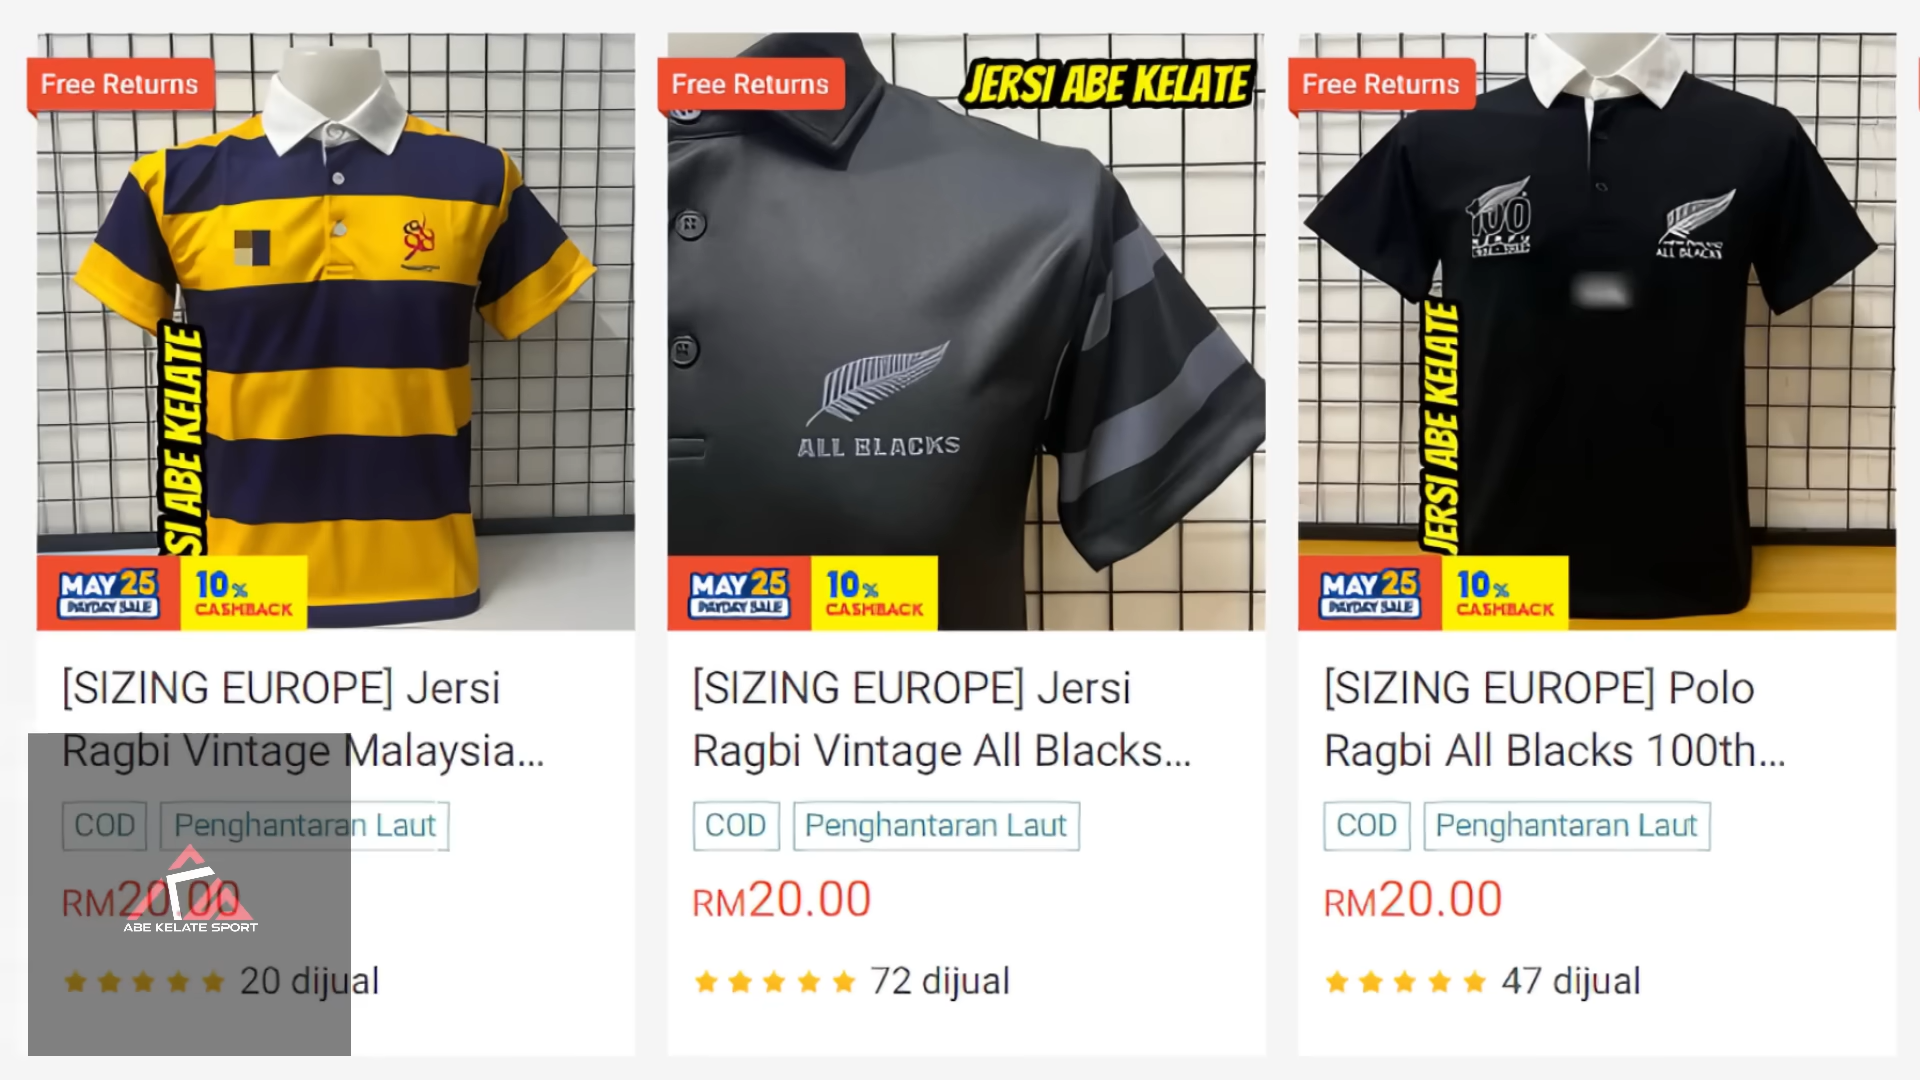 Free Returns
SI ABE KELATE
MAY 25
PAYDAY SALE
10%
CASHBACK
[SIZING EUROPE] Jersi
Ragbi Vintage Malaysia...
COD
Penghantaran Laut
RM20.00
ABE KELATE SPORT
20 dijual
Free Returns
JERSI ABE KELATE
ALL BLACKS
MAY 25
PAYDAY SALE
10%
CASHBACK
[SIZING EUROPE] Jersi
Ragbi Vintage All Blacks...
COD
Penghantaran Laut
RM20.00
72 dijual
Free Returns
100
ALL BLACKS
JERSI ABE KELATE
MAY 25
PAYDAY SALE
10%
CASHBACK
[SIZING EUROPE] Polo
Ragbi All Blacks 100th...
COD
Penghantaran Laut
RM20.00
47 dijual